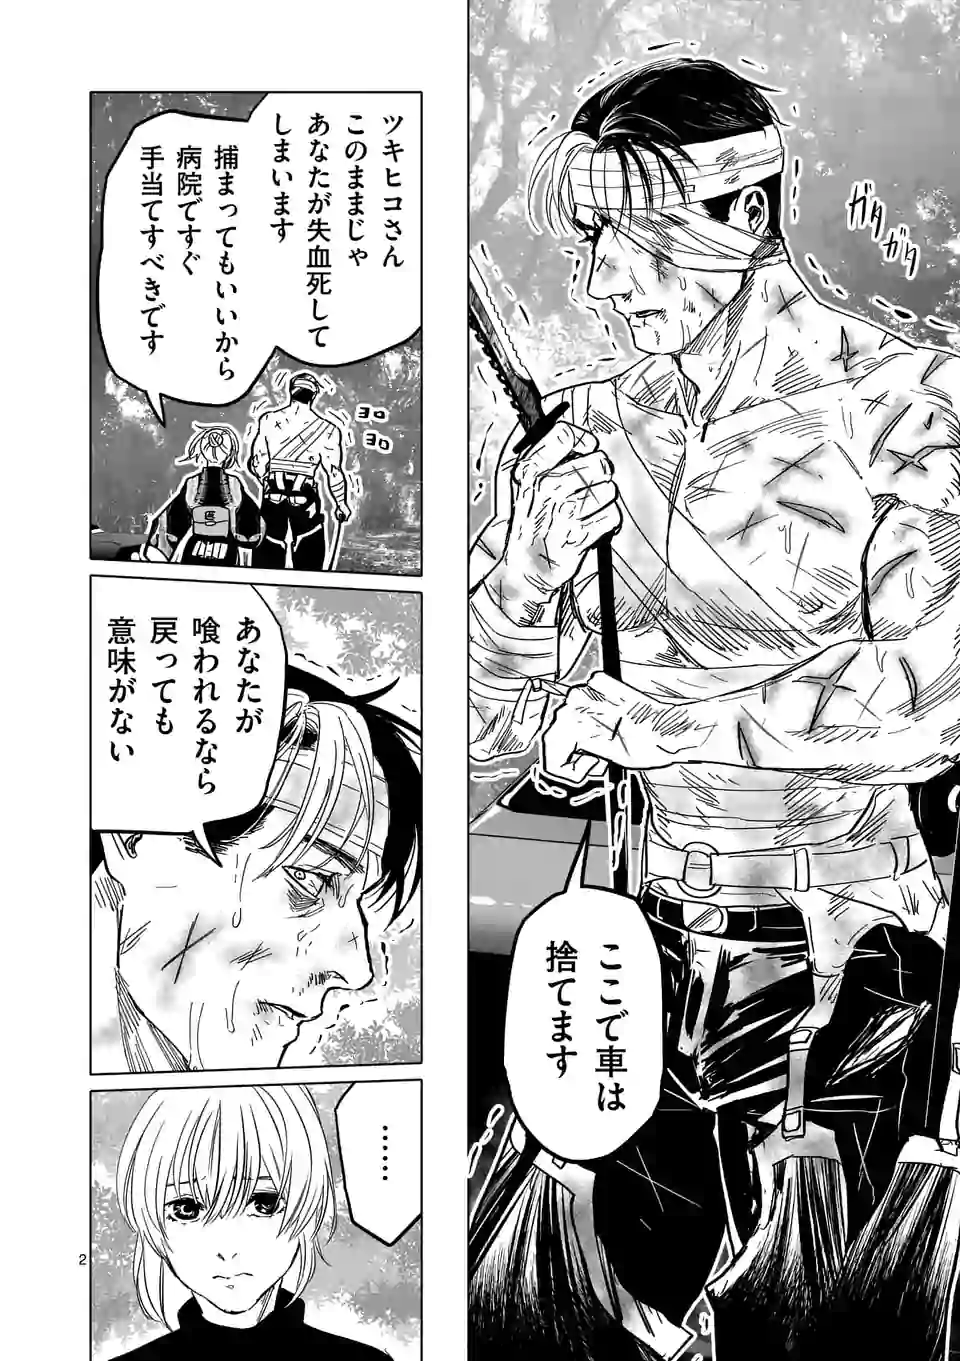 ガタ
ガタ
ここで車は
捨てます
ツキヒコさん
このままじゃ
あなたが失血死して
しまいます
捕まってもいいから
病院ですぐ
手当てすべきです
ヨロ
ヨロ
あなたが
喰われるなら
戻っても
意味がない
……
2